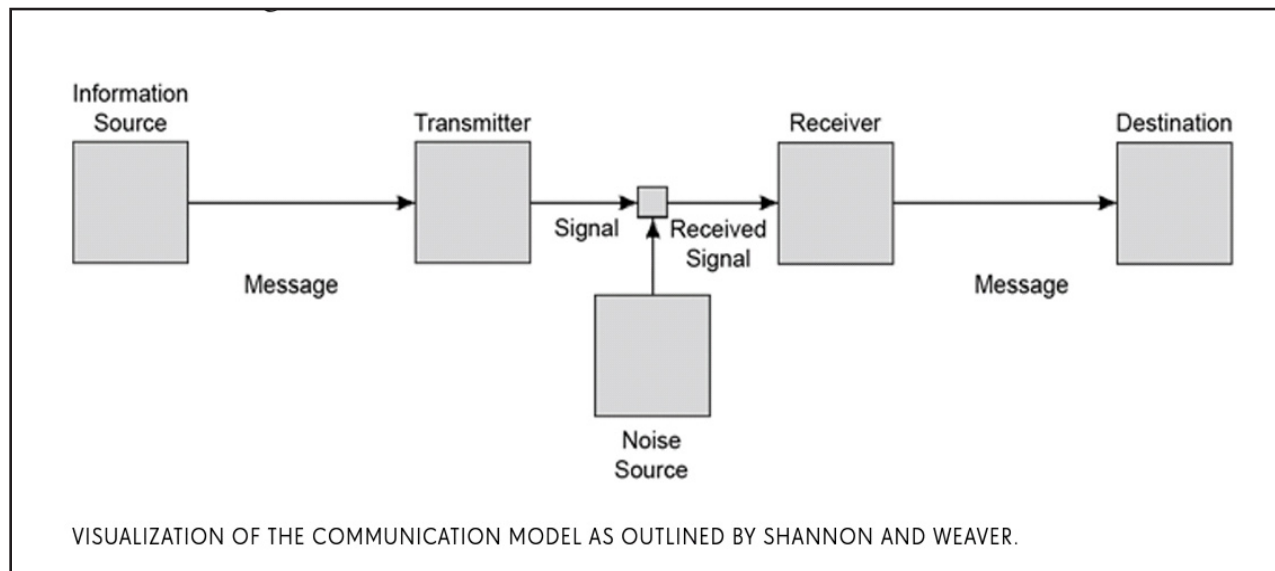 Information
Source
Transmitter
Receiver
Destination
Signal
Received
Signal
Message
Message
Noise
Source
VISUALIZATION OF THE COMMUNICATION MODEL AS OUTLINED BY SHANNON AND WEAVER.